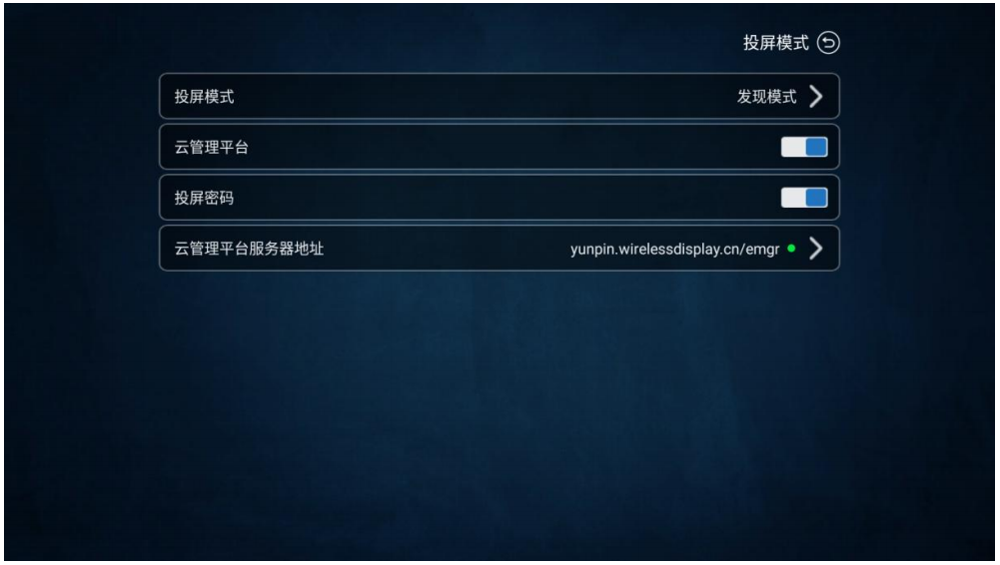 投屏模式
投屏模式 发现模式
云管理平台
投屏密码
云管理平台服务器地址 yunpin.wirelessdisplay.cn/emgr